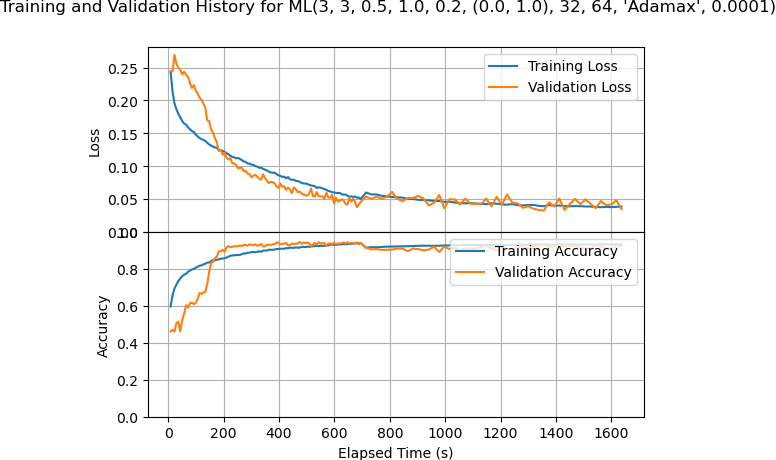 Training and Validation History for ML(3, 3, 0.5, 1.0, 0.2, (0.0, 1.0), 32, 64, 'Adamax', 0.0001)
0.25
0.20
0.15
0.10
0.05
0.00
Loss
Training Loss
Validation Loss
1.0
0.8
0.6
0.4
0.2
0.0
Accuracy
Training Accuracy
Validation Accuracy
0 200 400 600 800 1000 1200 1400 1600
Elapsed Time (s)